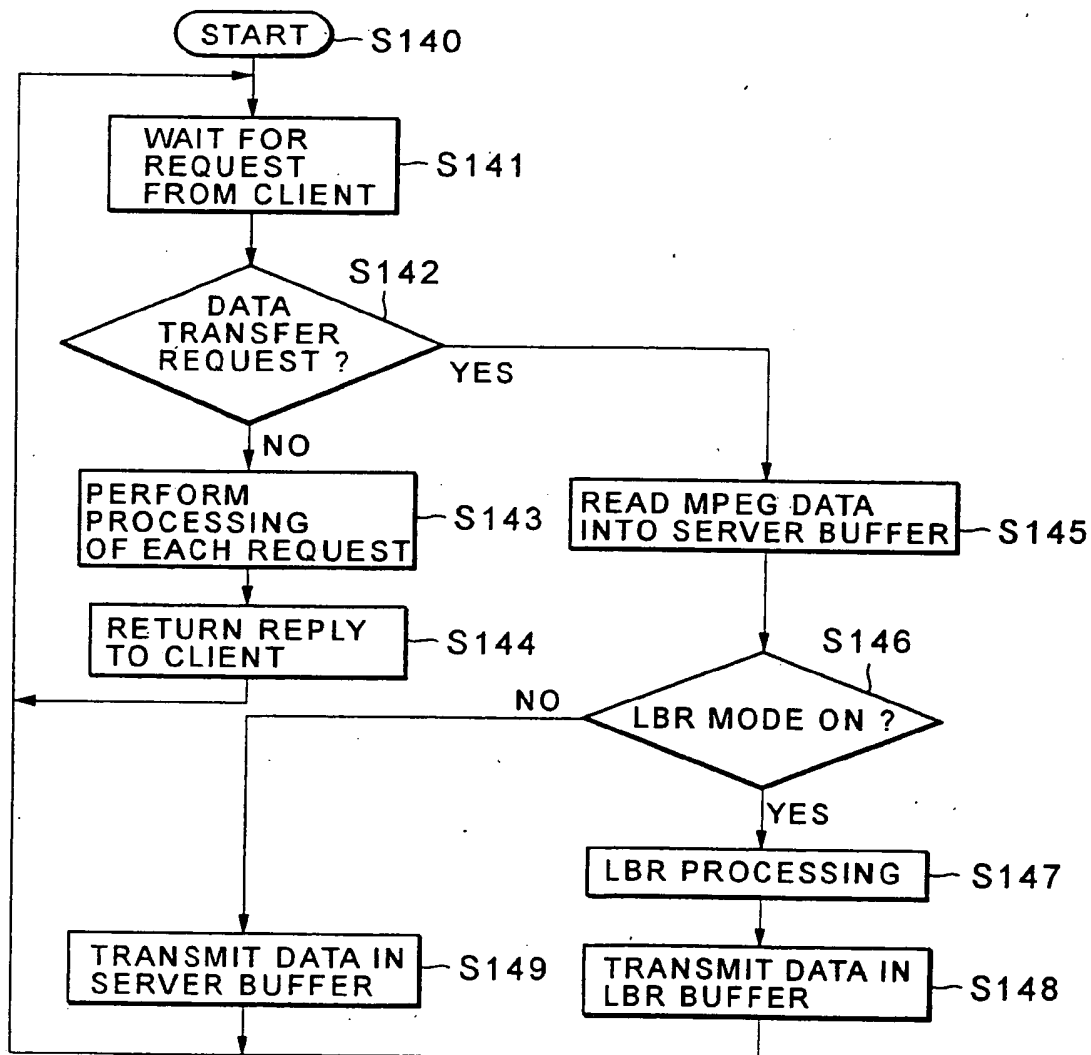 START S140
WAIT FOR
REQUEST
FROM CLIENT
S141
S142
DATA
TRANSFER
REQUEST ?
YES
NO
PERFORM
PROCESSING
OF EACH REQUEST
S143
READ MPEG DATA
INTO SERVER BUFFER
S145
RETURN REPLY
TO CLIENT
S144
S146
NO
LBR MODE ON ?
YES
LBR PROCESSING
S147
TRANSMIT DATA IN
SERVER BUFFER
S149
TRANSMIT DATA IN
LBR BUFFER
S148